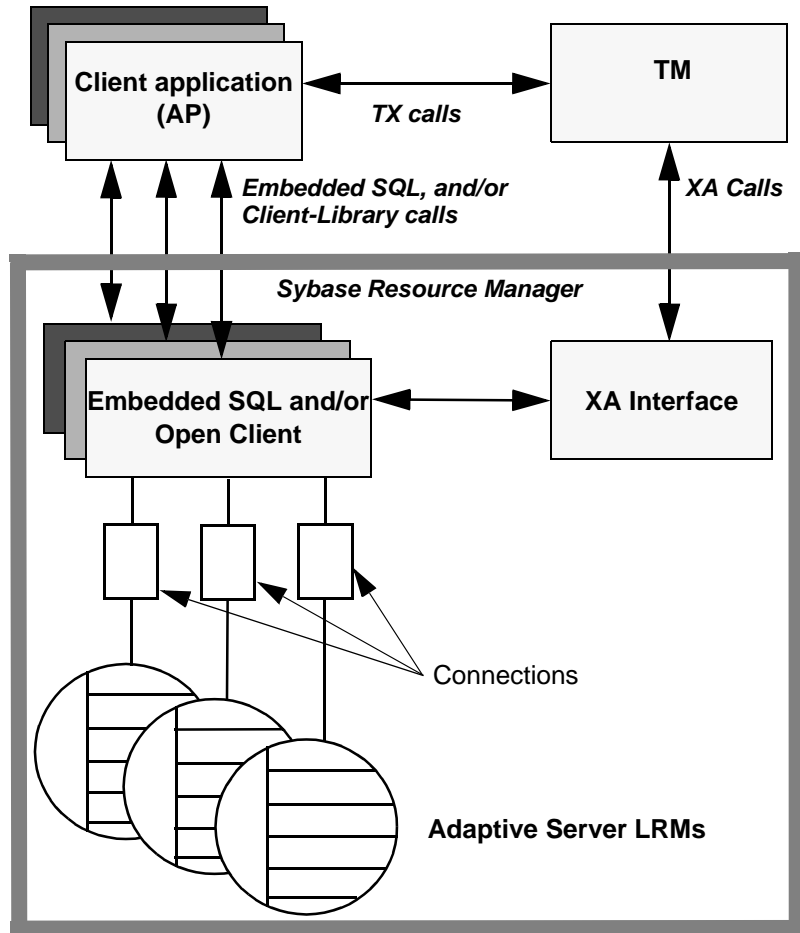 Client application
(AP)
TM
TX calls
Embedded SQL, and/or
Client-Library calls
XA Calls
Sybase Resource Manager
Embedded SQL and/or
Open Client
XA Interface
Connections
Adaptive Server LRMs